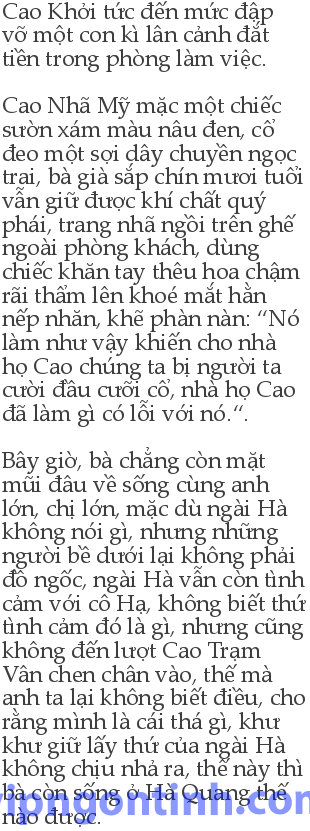 Cao Khởi tức đến mức đập
vỡ một con kì lân cảnh đắt
tiền trong phòng làm việc.
Cao Nhã Mỹ mặc một chiếc
sườn xám màu nâu đen, cổ
đeo một sợi dây chuyền ngọc
trai, bà già sắp chín mươi tuổi
vẫn giữ được khí chất quý
phái, trang nhã ngồi trên ghế
ngoài phòng khách, dùng
chiếc khăn tay thêu hoa chậm
rãi thấm lên khoé mắt hằn
nếp nhăn, khẽ phàn nàn: “Nó
làm như vậy khiến cho nhà
họ Cao chúng ta bị người ta
cười đầu cưỡi cổ, nhà họ Cao
đã làm gì có lỗi với nó.“.
Bây giờ, bà chẳng còn mặt
mũi đâu về sống cùng anh
lớn, chị lớn, mặc dù ngài Hà
không nói gì, nhưng những
người bề dưới lại không phải
đồ ngốc, ngài Hà vẫn còn tình
cảm với cô Hạ, không biết thứ
tình cảm đó là gì, nhưng cũng
không đến lượt Cao Trạm
Vân chen chân vào, thế mà
anh ta lại không biết điều, cho
rằng mình là cái thá gì, khư
khư giữ lấy thứ của ngài Hà
không chịu nhả ra, thế này thì
bà còn sống ở Hà Quang thế
nào được.